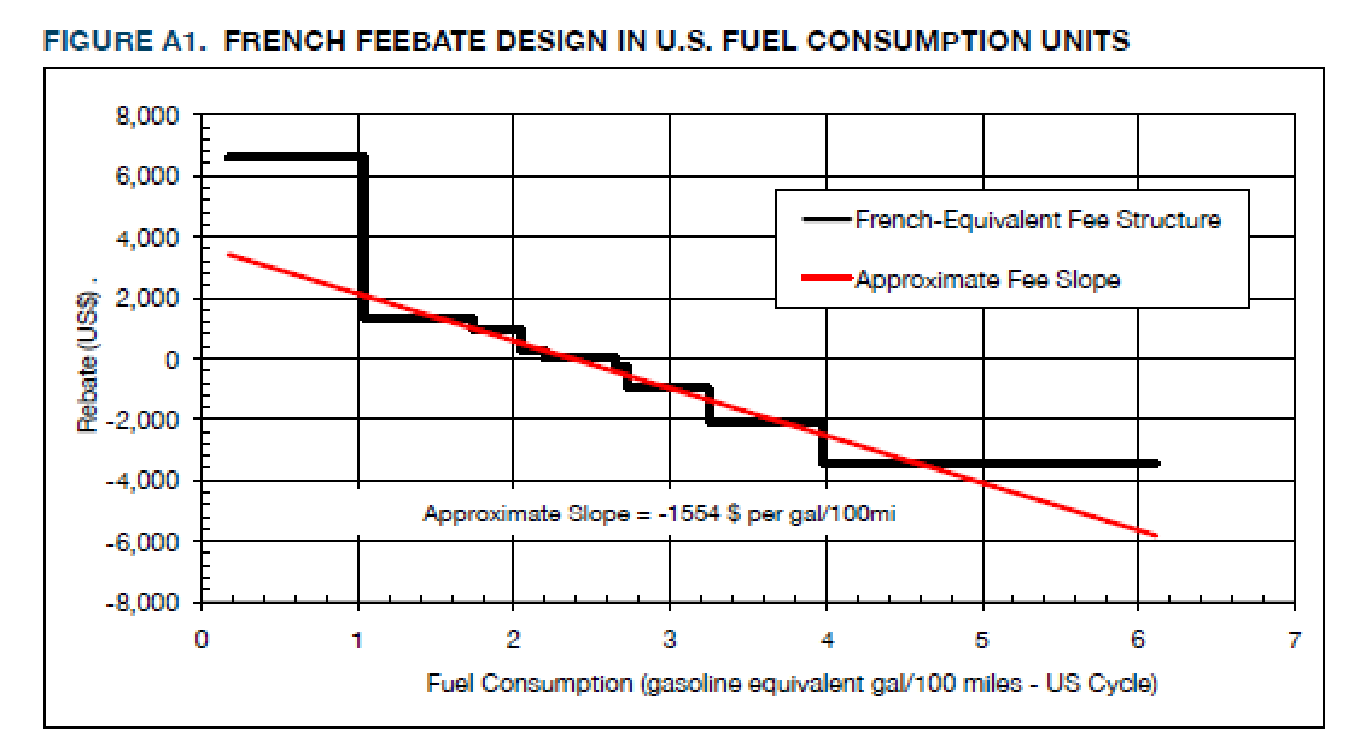 FIGURE A1. FRENCH FEEBATE DESIGN IN U.S. FUEL CONSUMPTION UNITS
8,000
6,000
4,000
2,000
0
-2,000
-4,000
-6,000
-8,000
Rebate (US$) .
French-Equivalent Fee Structure
Approximate Fee Slope
Approximate Slope = -1554 $ per gal/100mi
0 1 2 3 4 5 6 7
Fuel Consumption (gasoline equivalent gal/100 miles - US Cycle)